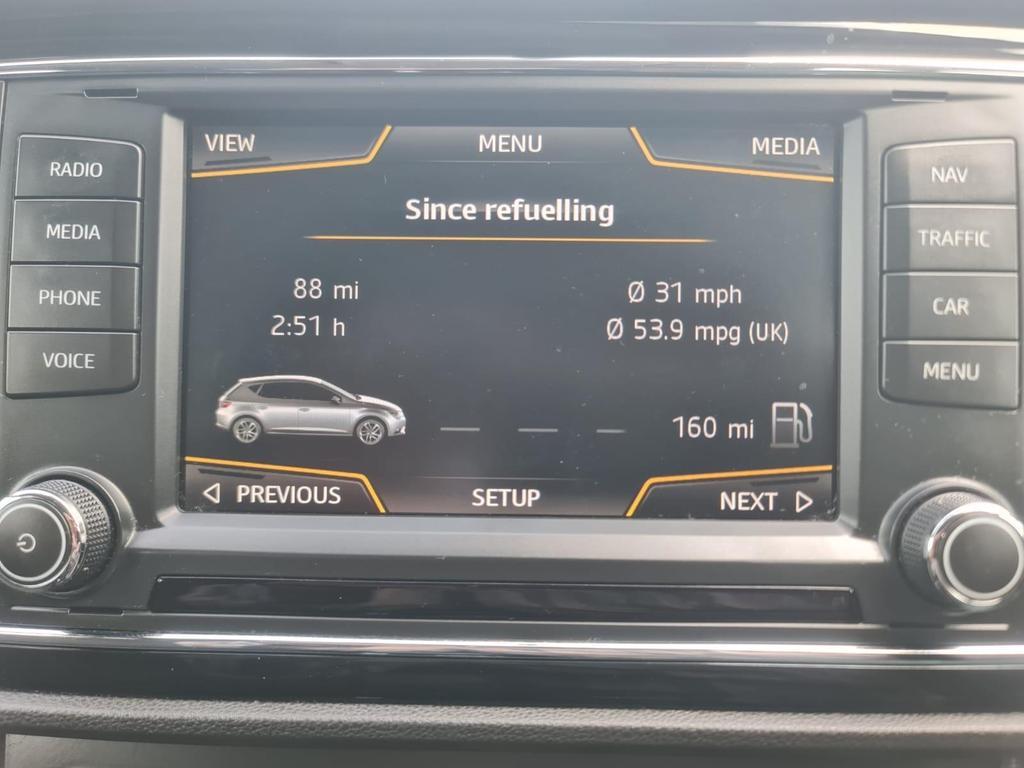 VIEW MENU MEDIA
Since refuelling
88 mi
2:51 h
Ø 31 mph
Ø 53.9 mpg (UK)
160 mi
PREVIOUS SETUP NEXT
RADIO
MEDIA
PHONE
VOICE
NAV
TRAFFIC
CAR
MENU